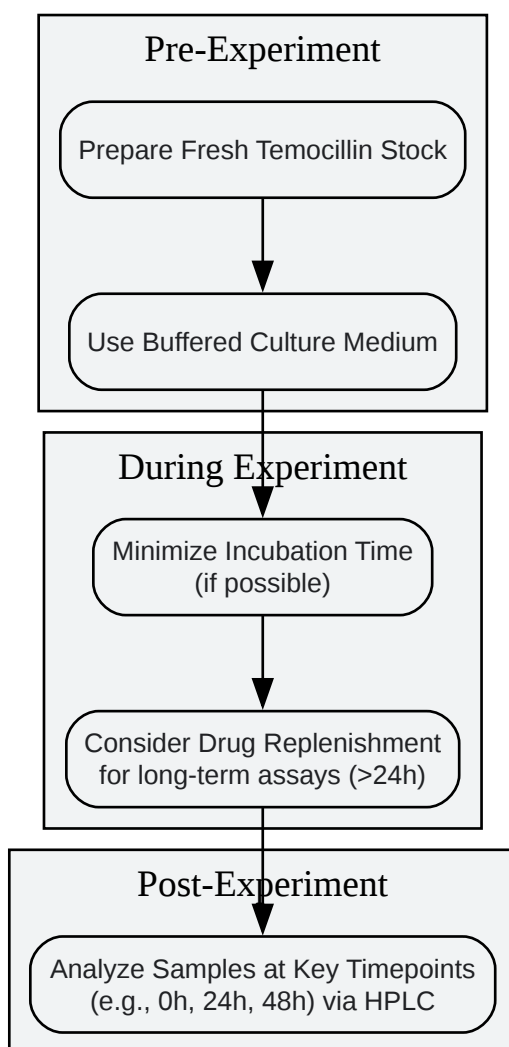 Pre-Experiment
Prepare Fresh Temocillin Stock
Use Buffered Culture Medium
During Experiment
Minimize Incubation Time
(if possible)
Consider Drug Replenishment
for long-term assays (>24h)
Post-Experiment
Analyze Samples at Key Timepoints
(e.g., 0h, 24h, 48h) via HPLC